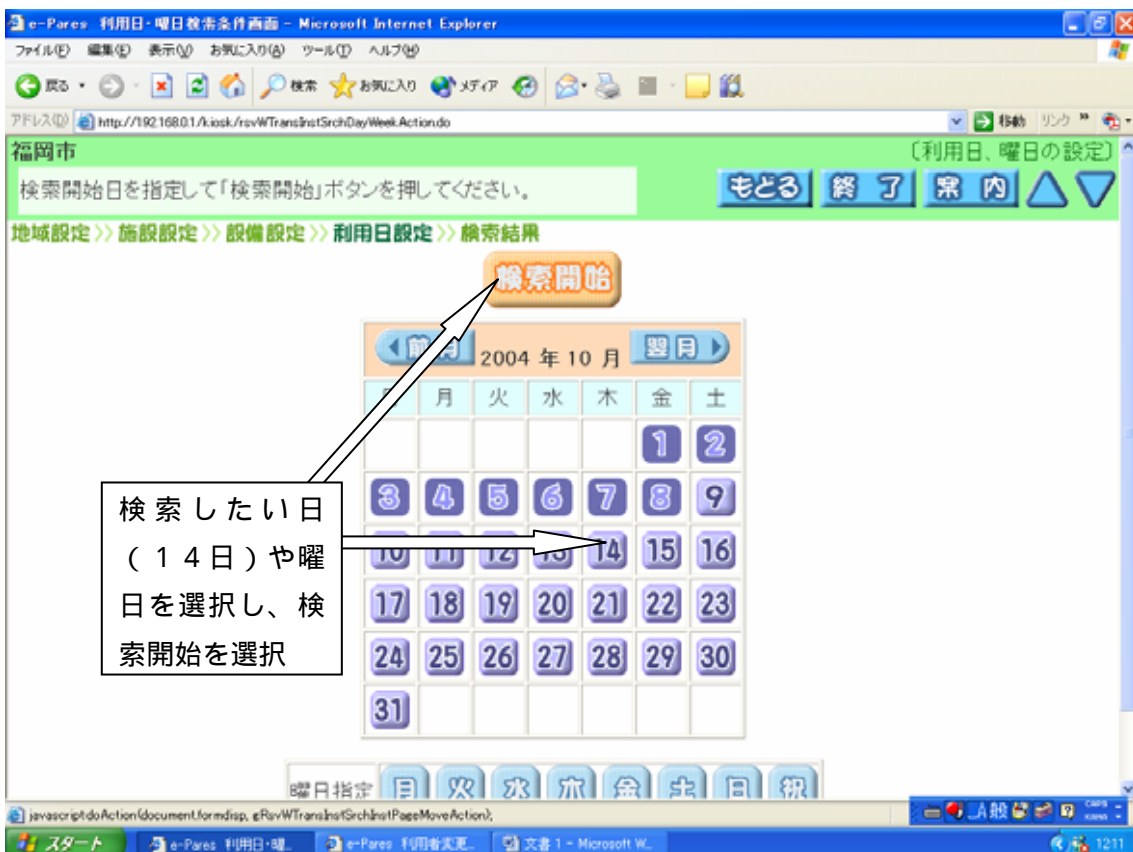 e-Pares 利用日・曜日検索条件画面 - Microsoft Internet Explorer
ファイル(F) 編集(E) 表示(V) お気に入り(A) ツール(T) ヘルプ(H)
戻る 検索 お気に入り メディア
アドレス(D) http://192.168.0.1/kiosk/rsvWTransInstSrchDayWeekAction.do 移動 リンク »
福岡市 〔利用日、曜日の設定〕
検索開始日を指定して「検索開始」ボタンを押してください。 もどる 終了 案内
地域設定>>施設設定>>設備設定>>利用日設定>>検索結果
検索開始
前月 2004 年 10 月 翌月
月 火 水 木 金 土
1 2
3 4 5 6 7 8 9
10 11 12 13 14 15 16
17 18 19 20 21 22 23
24 25 26 27 28 29 30
31
検索したい日
(14日)や曜
日を選択し、検
索開始を選択
曜日指定 月 火 水 木 金 土 日 祝
javascript:doAction(document.formdisp, gRsvWTransInstSrchInstPageMoveAction);
A 般 CAPS KANA
スタート e-Pares 利用日・曜... e-Pares 利用者変更... 文書 1 - Microsoft W... 12:11